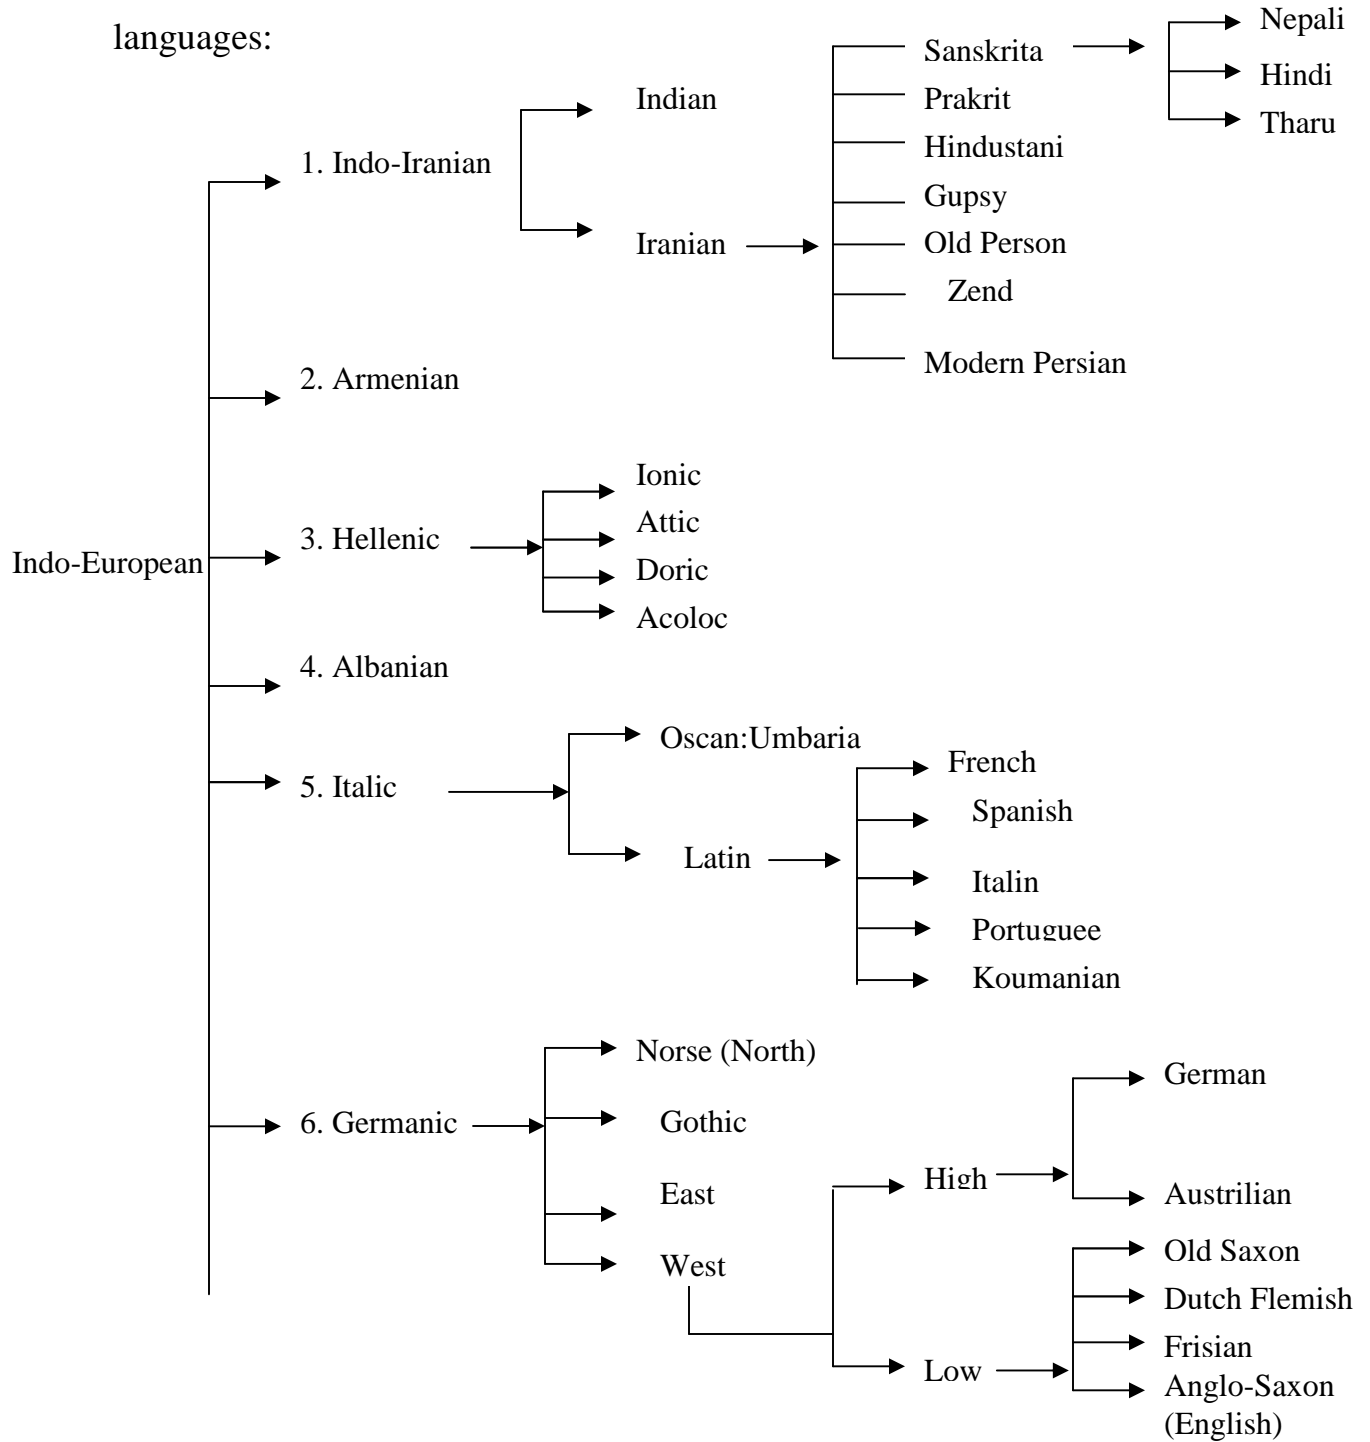 languages:
Indo-European
1. Indo-Iranian
Indian
Iranian
Sanskrita
Prakrit
Hindustani
Gupsy
Old Person
Zend
Modern Persian
Nepali
Hindi
Tharu
2. Armenian
3. Hellenic
Ionic
Attic
Doric
Acoloc
4. Albanian
5. Italic
Oscan:Umbaria
Latin
French
Spanish
Italin
Portuguee
Koumanian
6. Germanic
Norse (North)
Gothic
East
West
High
German
Austrilian
Low
Old Saxon
Dutch Flemish
Frisian
Anglo-Saxon
(English)